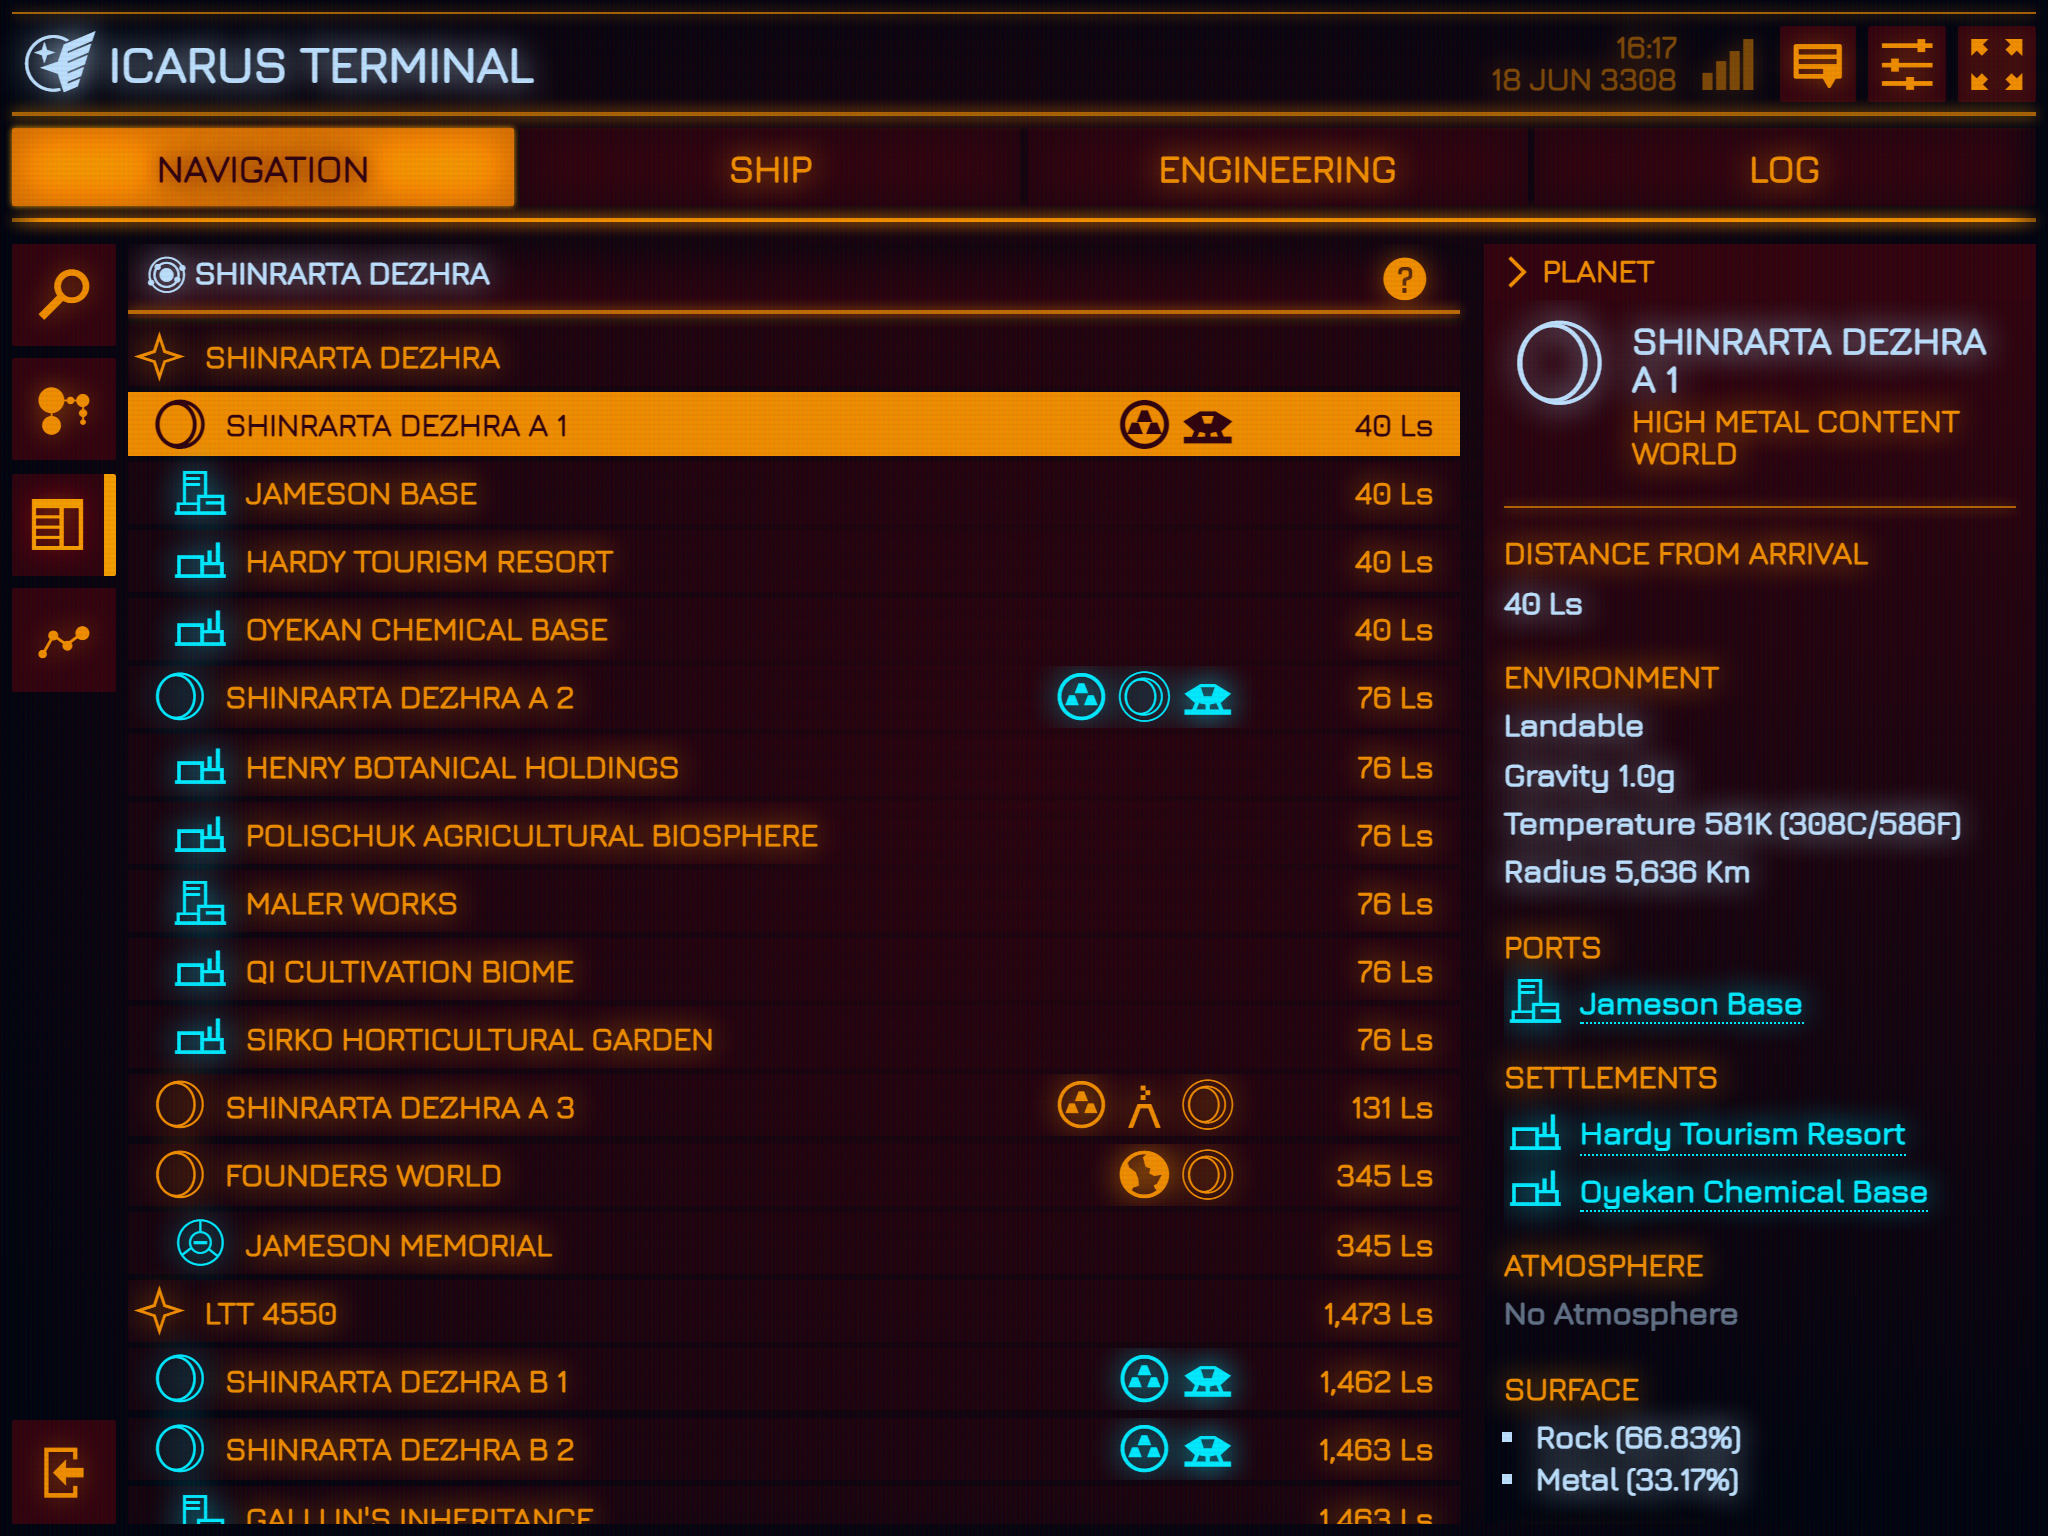 ICARUS TERMINAL
16:17
18 JUN 3308
NAVIGATION
SHIP
ENGINEERING
LOG
SHINRARTA DEZHRA
?
SHINRARTA DEZHRA
SHINRARTA DEZHRA A 1 40 Ls
JAMESON BASE 40 Ls
HARDY TOURISM RESORT 40 Ls
OYEKAN CHEMICAL BASE 40 Ls
SHINRARTA DEZHRA A 2 76 Ls
HENRY BOTANICAL HOLDINGS 76 Ls
POLISCHUK AGRICULTURAL BIOSPHERE 76 Ls
MALER WORKS 76 Ls
QI CULTIVATION BIOME 76 Ls
SIRKO HORTICULTURAL GARDEN 76 Ls
SHINRARTA DEZHRA A 3 131 Ls
FOUNDERS WORLD 345 Ls
JAMESON MEMORIAL 345 Ls
LTT 4550 1,473 Ls
SHINRARTA DEZHRA B 1 1,462 Ls
SHINRARTA DEZHRA B 2 1,463 Ls
GALLUN'S INHERITANCE 1,463 Ls
PLANET
SHINRARTA DEZHRA
A 1
HIGH METAL CONTENT
WORLD
DISTANCE FROM ARRIVAL
40 Ls
ENVIRONMENT
Landable
Gravity 1.0g
Temperature 581K (308C/586F)
Radius 5,636 Km
PORTS
Jameson Base
SETTLEMENTS
Hardy Tourism Resort
Oyekan Chemical Base
ATMOSPHERE
No Atmosphere
SURFACE
Rock (66.83%)
Metal (33.17%)